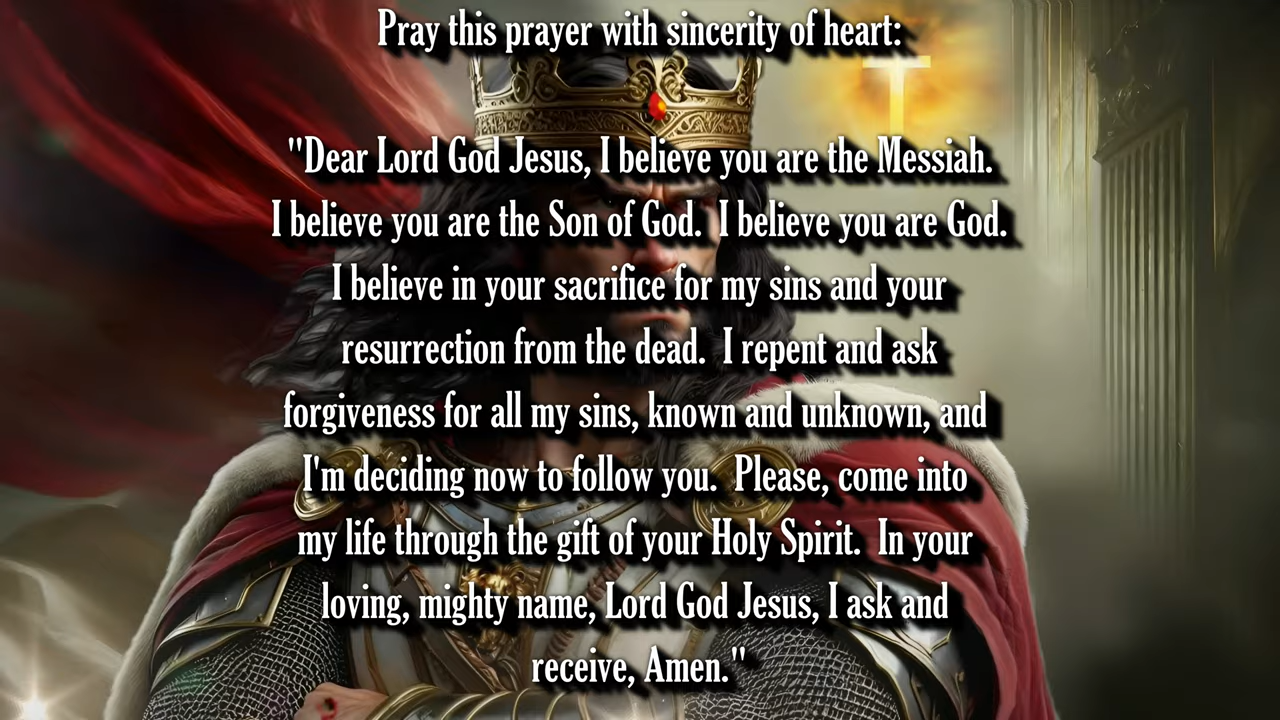 Pray this prayer with sincerity of heart:
"Dear Lord God Jesus, I believe you are the Messiah.
I believe you are the Son of God.  I believe you are God.
I believe in your sacrifice for my sins and your
resurrection from the dead.  I repent and ask
forgiveness for all my sins, known and unknown, and
I'm deciding now to follow you.  Please, come into
my life through the gift of your Holy Spirit.  In your
loving, mighty name, Lord God Jesus, I ask and
receive, Amen."